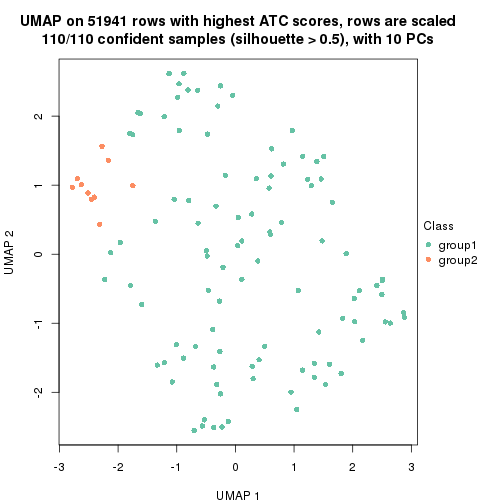 UMAP on 51941 rows with highest ATC scores, rows are scaled
110/110 confident samples (silhouette > 0.5), with 10 PCs
2
1
0
-1
-2
UMAP 2
-3
-2
-1
0
1
2
3
UMAP 1
Class
group1
group2